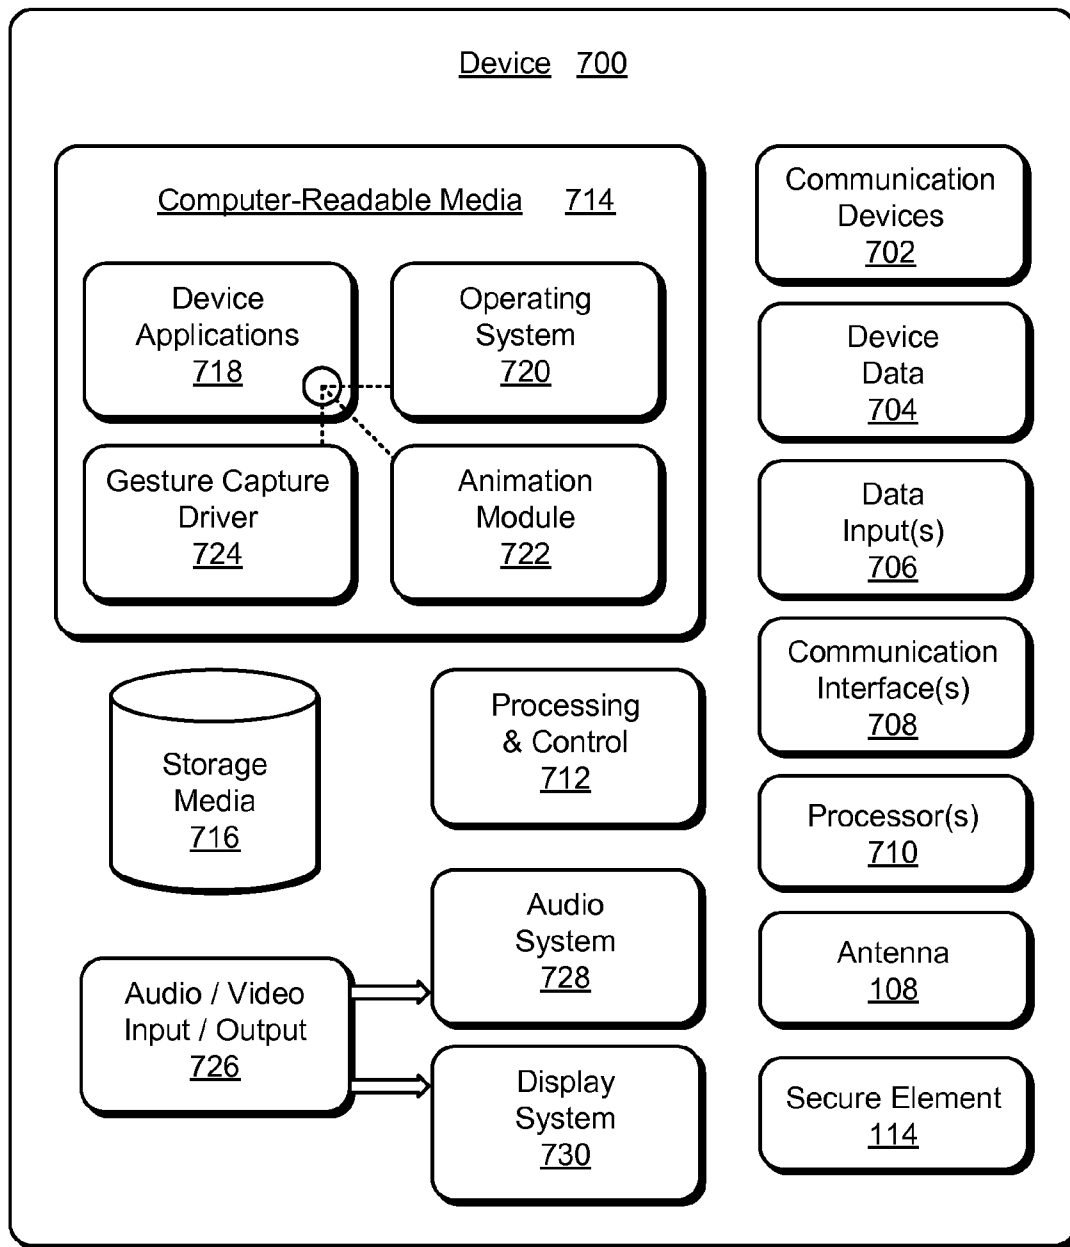 Device 700
Computer-Readable Media 714
Device
Applications
718
Operating
System
720
Gesture Capture
Driver
724
Animation
Module
722
Storage
Media
716
Processing
& Control
712
Audio / Video
Input / Output
726
Audio
System
728
Display
System
730
Communication
Devices
702
Device
Data
704
Data
Input(s)
706
Communication
Interface(s)
708
Processor(s)
710
Antenna
108
Secure Element
114